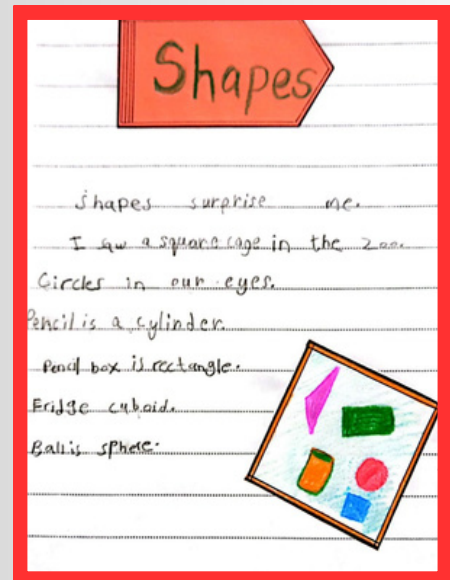 Shapes
Shapes surprise me.
I saw a square cage in the zoo.
Circles in our eyes.
Pencil is a cylinder.
Pencil box is rectangle.
Fridge cuboid.
Ball is sphere.